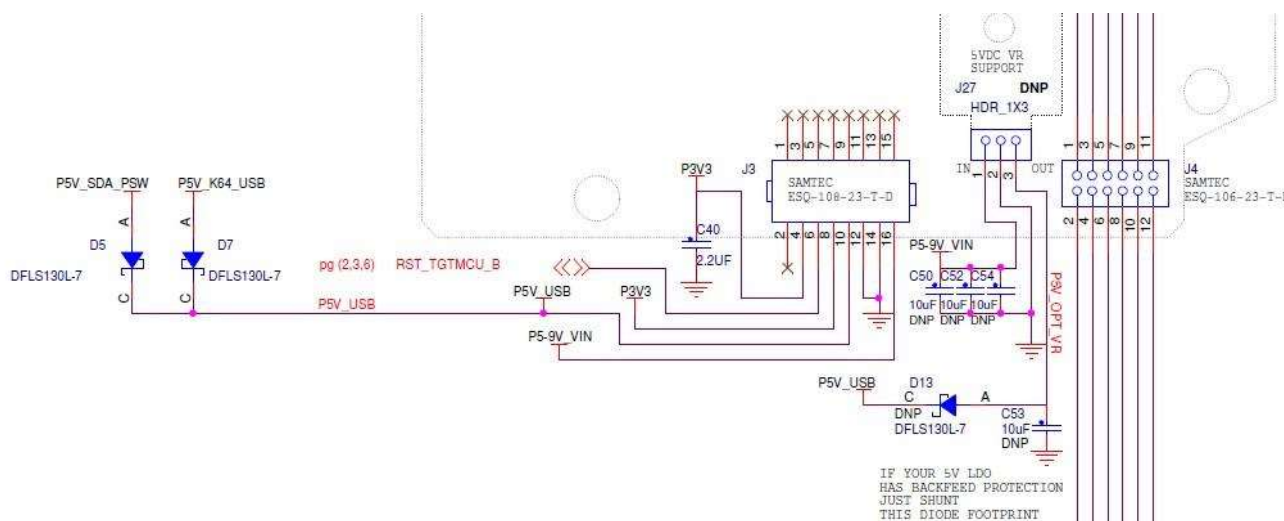 5VDC VR
SUPPORT
J27 DNP
HDR_1X3
IN OUT
1 2 3
1 3 5 7 9 11 13 15
J3
SAMTEC
ESQ-108-23-T-D
2 4 6 8 10 12 14 16
1 3 5 7 9 11
J4
SAMTEC
ESQ-106-23-T-
2 4 6 8 10 12
P5V_SDA_PSW P5V_K64_USB
A A
D5 D7
DFLS130L-7 DFLS130L-7
C C
P3V3
C40
2.2UF
pg (2,3,6) RST_TGTMCU_B
P5V_USB
P5V_USB P3V3
P5-9V_VIN
P5-9V_VIN
C50 C52 C54
10uF 10uF 10uF
DNP DNP DNP
P5V_OPT_VR
P5V_USB D13
C A
DNP
DFLS130L-7
C53
10uF
DNP
IF YOUR 5V LDO
HAS BACKFEED PROTECTION
JUST SHUNT
THIS DIODE FOOTPRINT